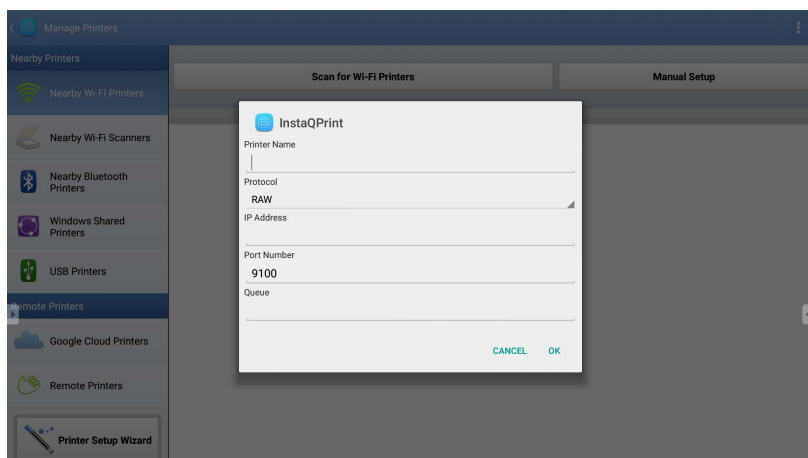 Manage Printers
Nearby Printers
Nearby Wi-Fi Printers
Nearby Wi-Fi Scanners
Nearby Bluetooth
Printers
Windows Shared
Printers
USB Printers
Remote Printers
Google Cloud Printers
Remote Printers
Printer Setup Wizard
Scan for Wi-Fi Printers
Manual Setup
InstaQPrint
Printer Name
Protocol
RAW
IP Address
Port Number
9100
Queue
CANCEL OK